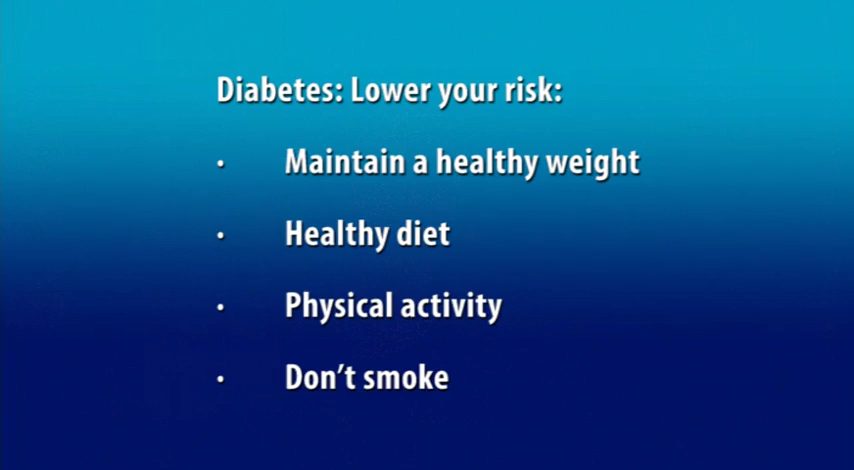 Diabetes: Lower your risk:
• Maintain a healthy weight
• Healthy diet
• Physical activity
• Don't smoke